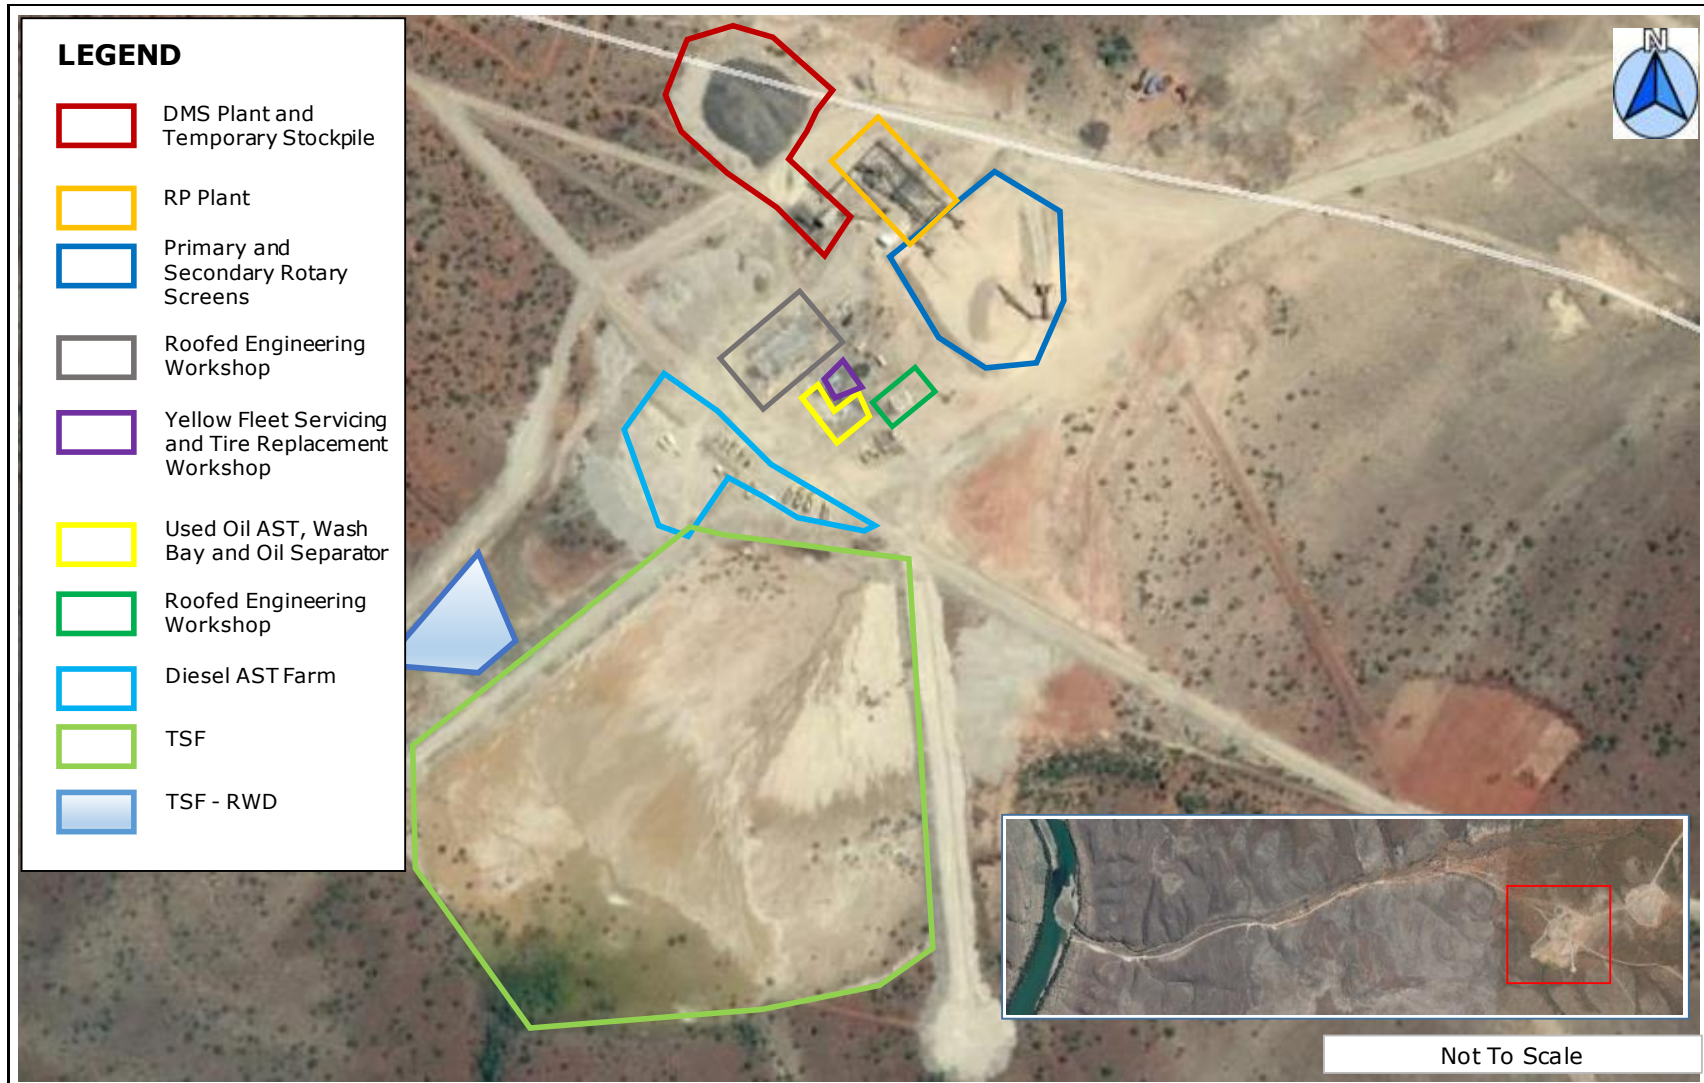 LEGEND
DMS Plant and
Temporary Stockpile
RP Plant
Primary and
Secondary Rotary
Screens
Roofed Engineering
Workshop
Yellow Fleet Servicing
and Tire Replacement
Workshop
Used Oil AST, Wash
Bay and Oil Separator
Roofed Engineering
Workshop
Diesel AST Farm
TSF
TSF - RWD
N
Not To Scale